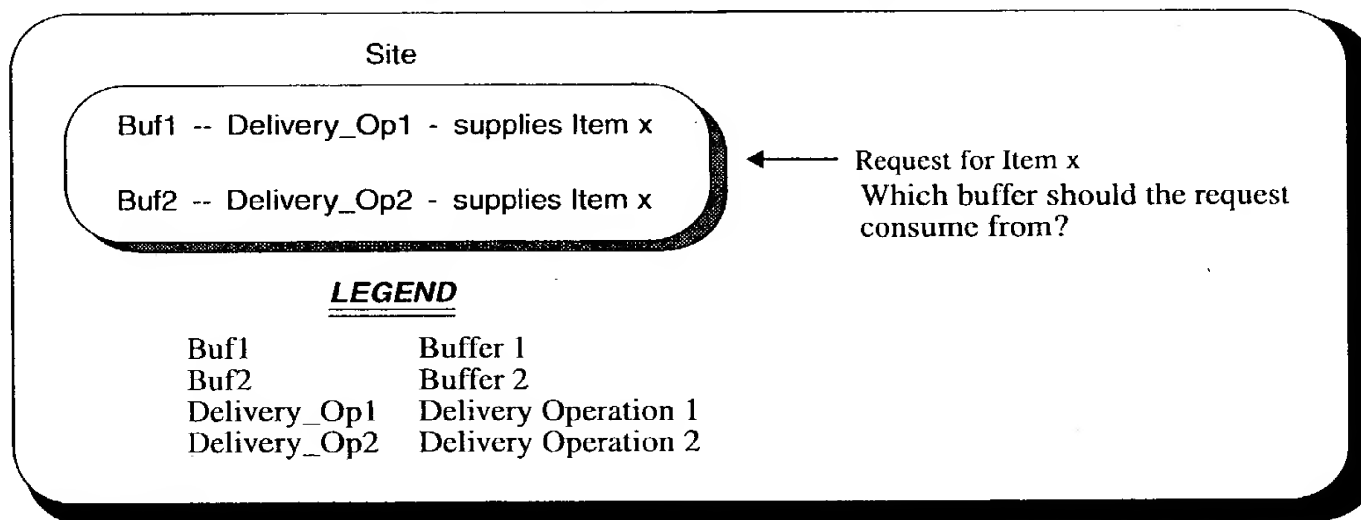 Site
Buf1 -- Delivery_Op1 - supplies Item x
Buf2 -- Delivery_Op2 - supplies Item x
Request for Item x
Which buffer should the request
consume from?
LEGEND
Buf1 Buffer 1
Buf2 Buffer 2
Delivery_Op1 Delivery Operation 1
Delivery_Op2 Delivery Operation 2